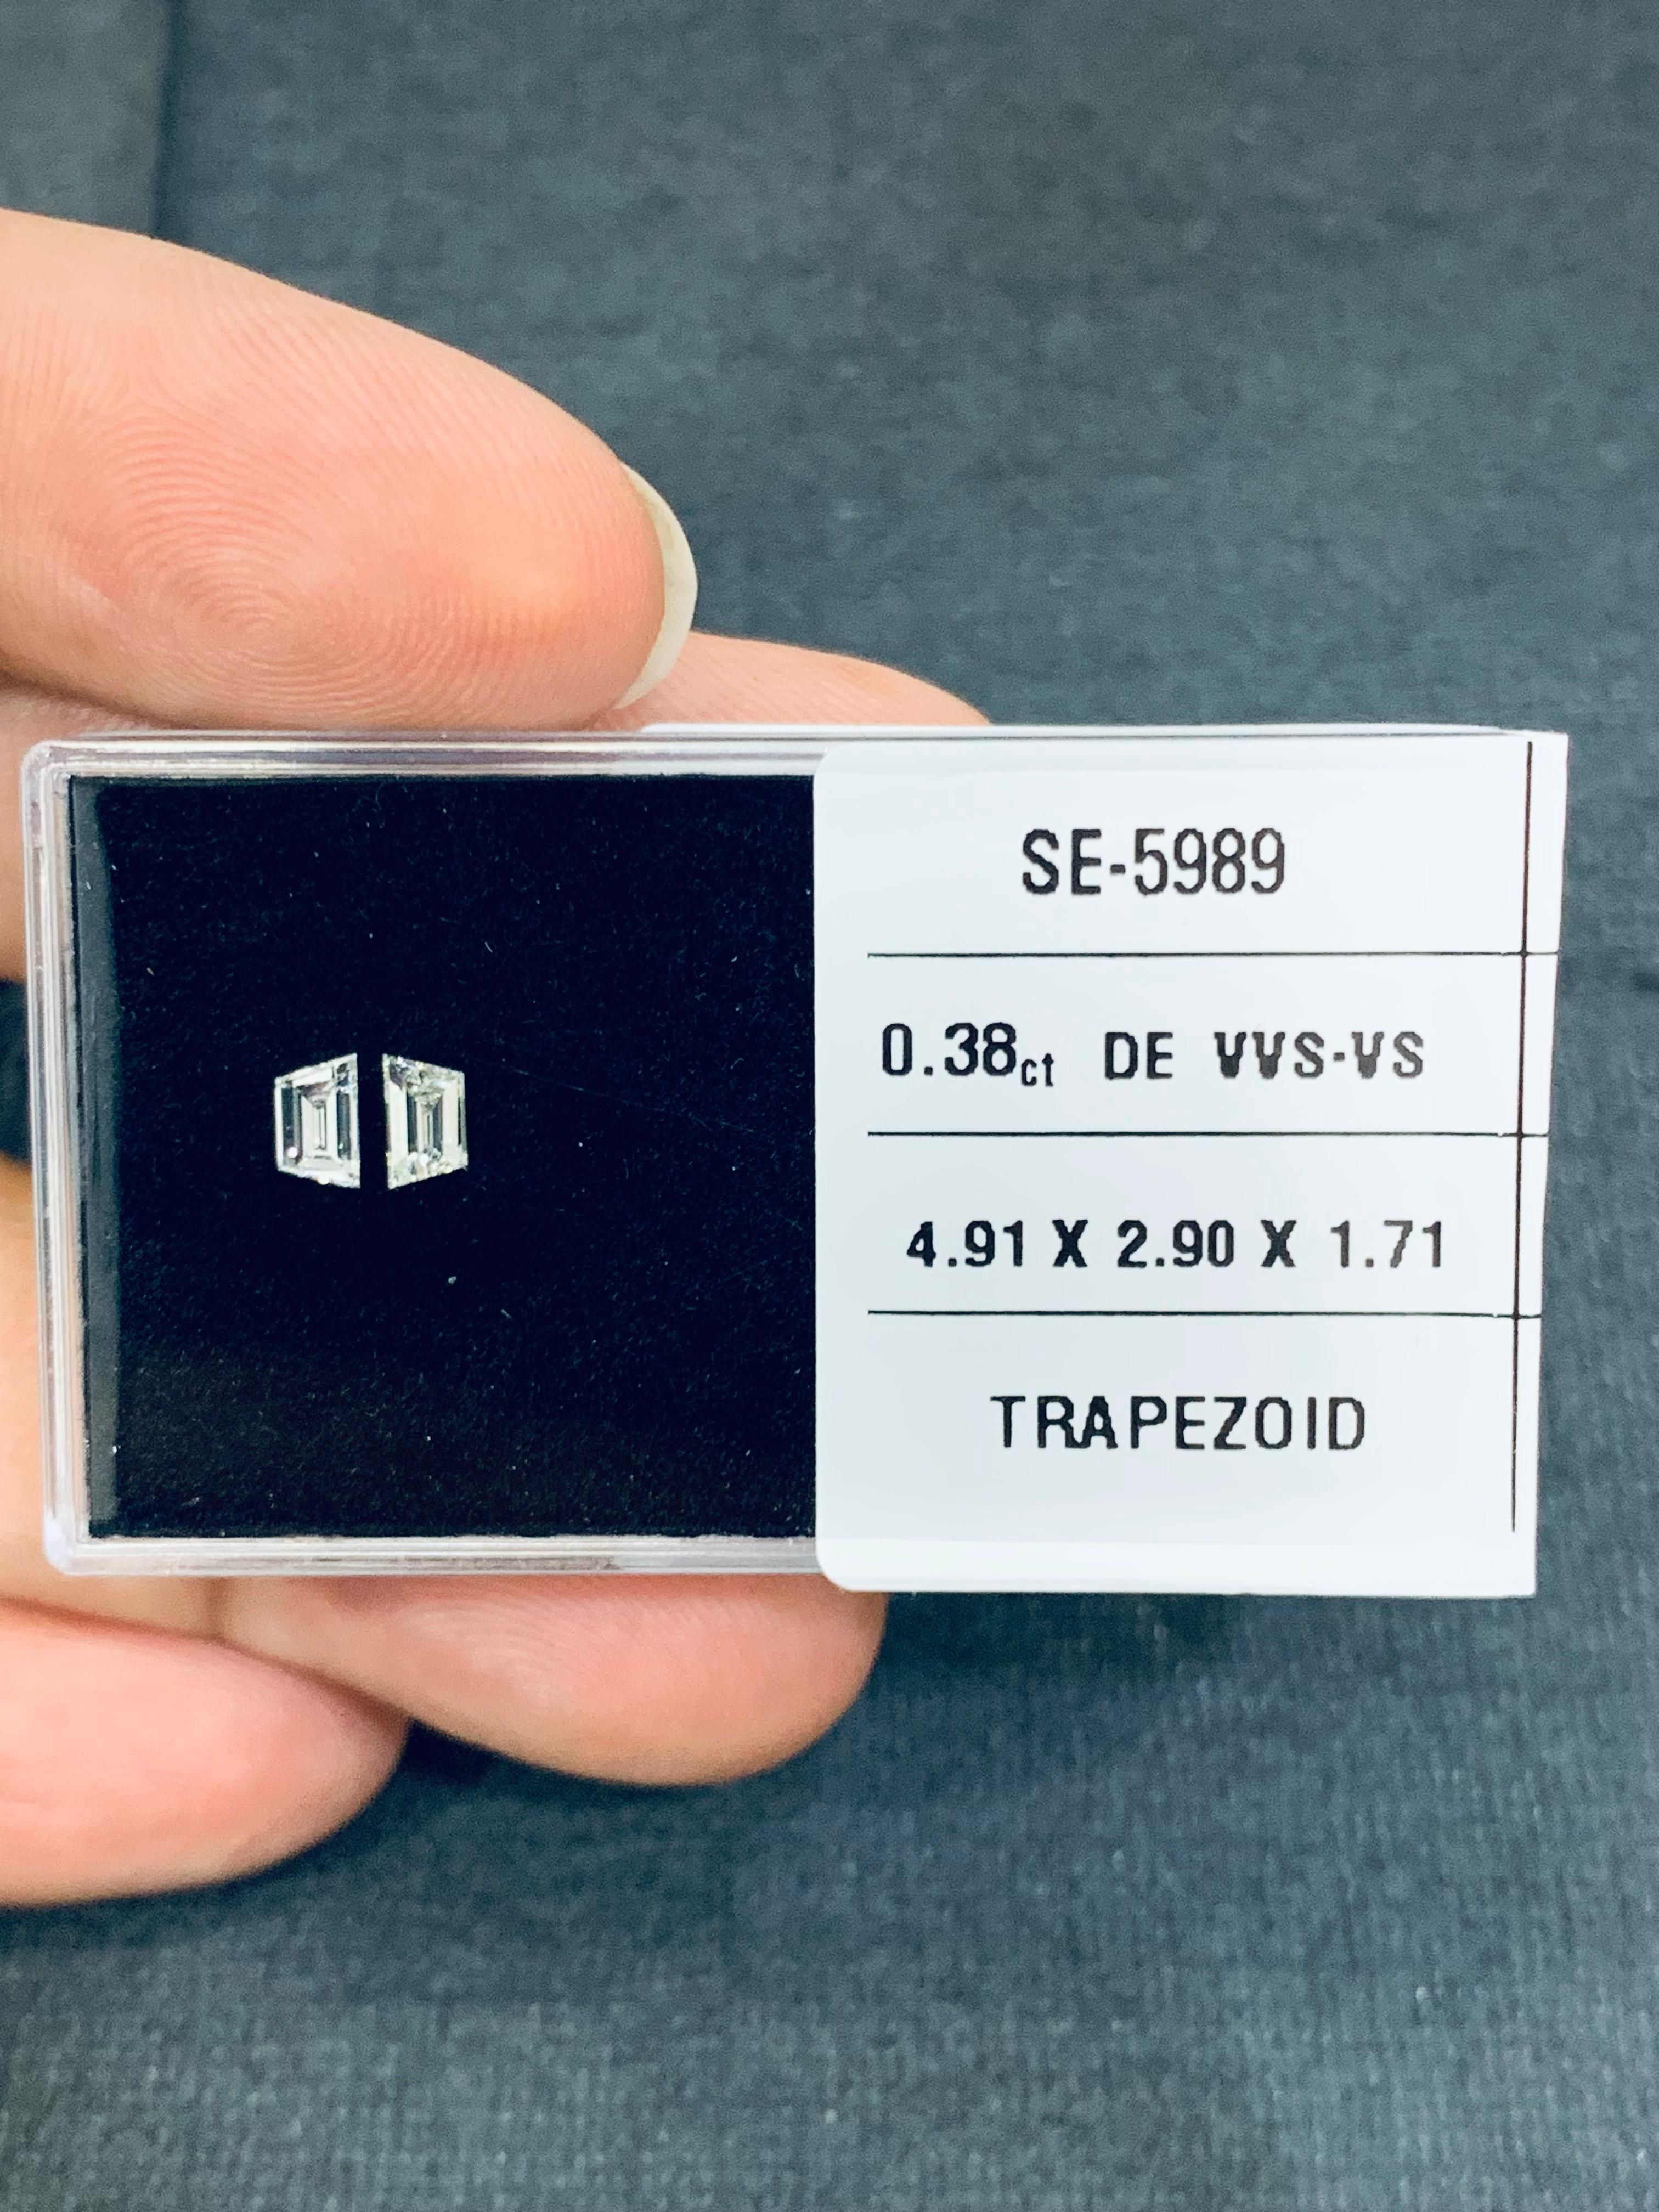 SE-5989
0.38ct DE VVS-VS
4.91 X 2.90 X 1.71
TRAPEZOID